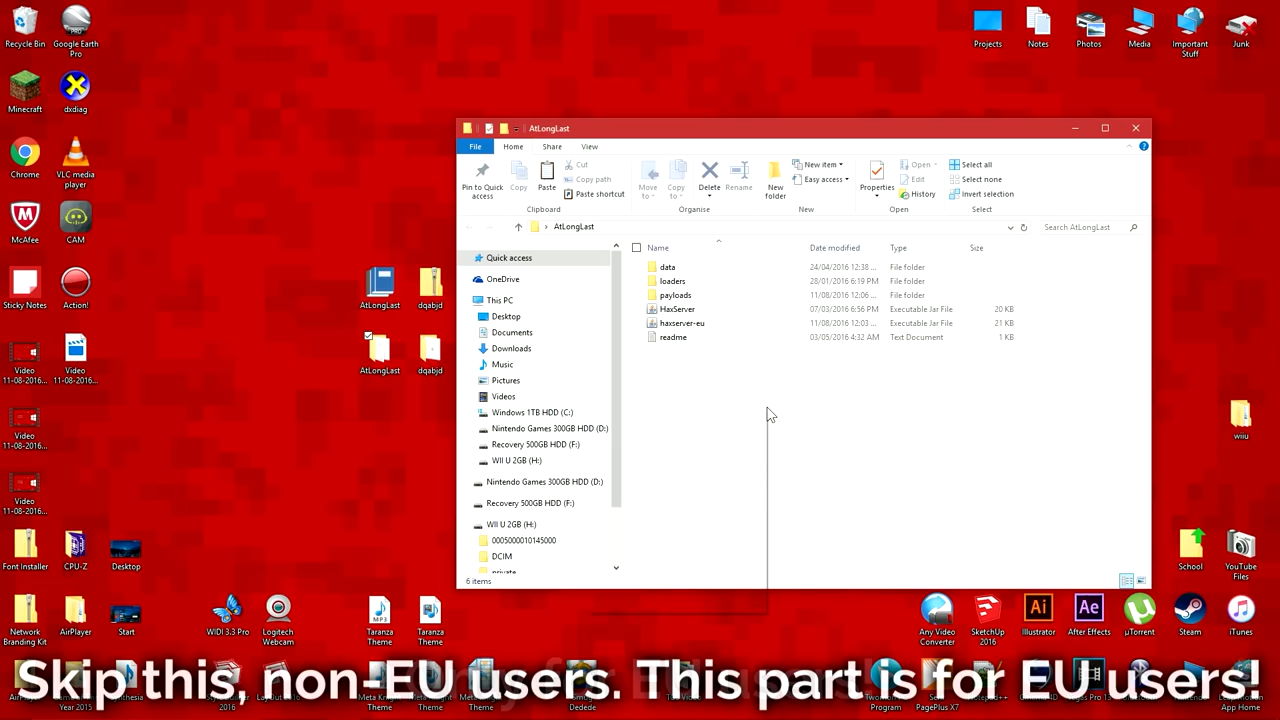 Recycle Bin
Google Earth
Pro
Projects
Notes
Photos
Media
Important
Stuff
Junk
Minecraft
dxdiag
Chrome
VLC media
player
McAfee
CAM
Sticky Notes
Action!
AtLongLast
dqabjd
Video
11-08-2016...
Video
11-08-2016...
AtLongLast
dqabjd
Video
11-08-2016...
Video
11-08-2016...
Font Installer
CPU-Z
Desktop
Network
Branding Kit
AirPlayer
Start
WIDI 3.3 Pro
Logitech
Webcam
Taranza
Theme
Taranza
Theme
AtLongLast
File
Home
Share
View
Pin to Quick
access
Copy
Paste
Cut
Copy path
Paste shortcut
Clipboard
Move
to
Copy
to
Delete
Rename
Organise
New
folder
New item
Easy access
New
Properties
Open
Edit
History
Open
Select all
Select none
Invert selection
Select
AtLongLast
Search AtLongLast
Quick access
OneDrive
This PC
Desktop
Documents
Downloads
Music
Pictures
Videos
Windows 1TB HDD (C:)
Nintendo Games 300GB HDD (D:)
Recovery 500GB HDD (F:)
WII U 2GB (H:)
Nintendo Games 300GB HDD (D:)
Recovery 500GB HDD (F:)
WII U 2GB (H:)
0005000010145000
DCIM
private
Name Date modified Type Size
data 24/04/2016 12:38 ... File folder
loaders 28/01/2016 6:19 PM File folder
payloads 11/08/2016 12:06 ... File folder
HaxServer 07/03/2016 6:56 PM Executable Jar File 20 KB
haxserver-eu 11/08/2016 12:03 ... Executable Jar File 21 KB
readme 03/05/2016 4:32 AM Text Document 1 KB
6 items
wiiu
School
YouTube
Files
Any Video
Converter
SketchUp
2016
Illustrator
After Effects
µTorrent
Steam
iTunes
Skip this, non-EU users. This part is for EU users!